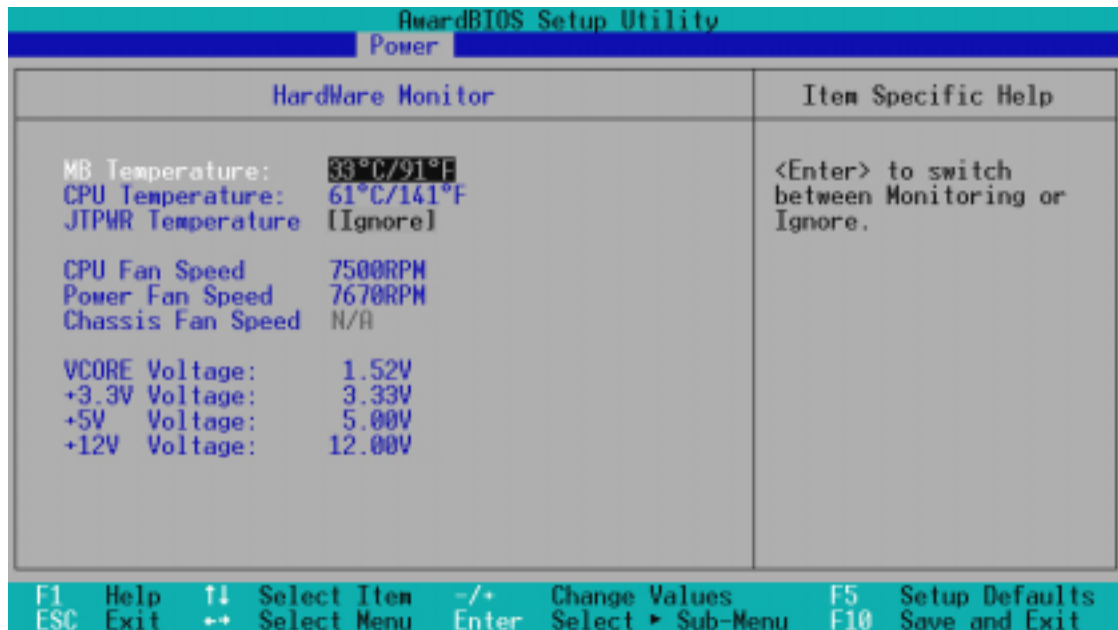 AwardBIOS Setup Utility
Power
HardWare Monitor
Item Specific Help
MB Temperature: 33°C/91°F
CPU Temperature: 61°C/141°F
JTPWR Temperature [Ignore]
CPU Fan Speed 7500RPM
Power Fan Speed 7670RPM
Chassis Fan Speed N/A
VCORE Voltage: 1.52V
+3.3V Voltage: 3.33V
+5V Voltage: 5.00V
+12V Voltage: 12.00V
<Enter> to switch
between Monitoring or
Ignore.
F1 Help ↑↓ Select Item -/+ Change Values F5 Setup Defaults
ESC Exit ←→ Select Menu Enter Select ► Sub-Menu F10 Save and Exit